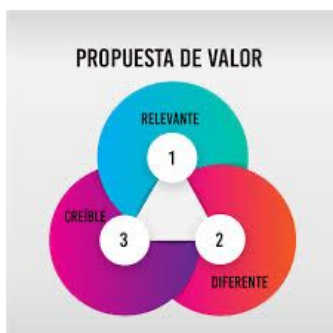 PROPUESTA DE VALOR
RELEVANTE
1
CREÍBLE
3
2
DIFERENTE